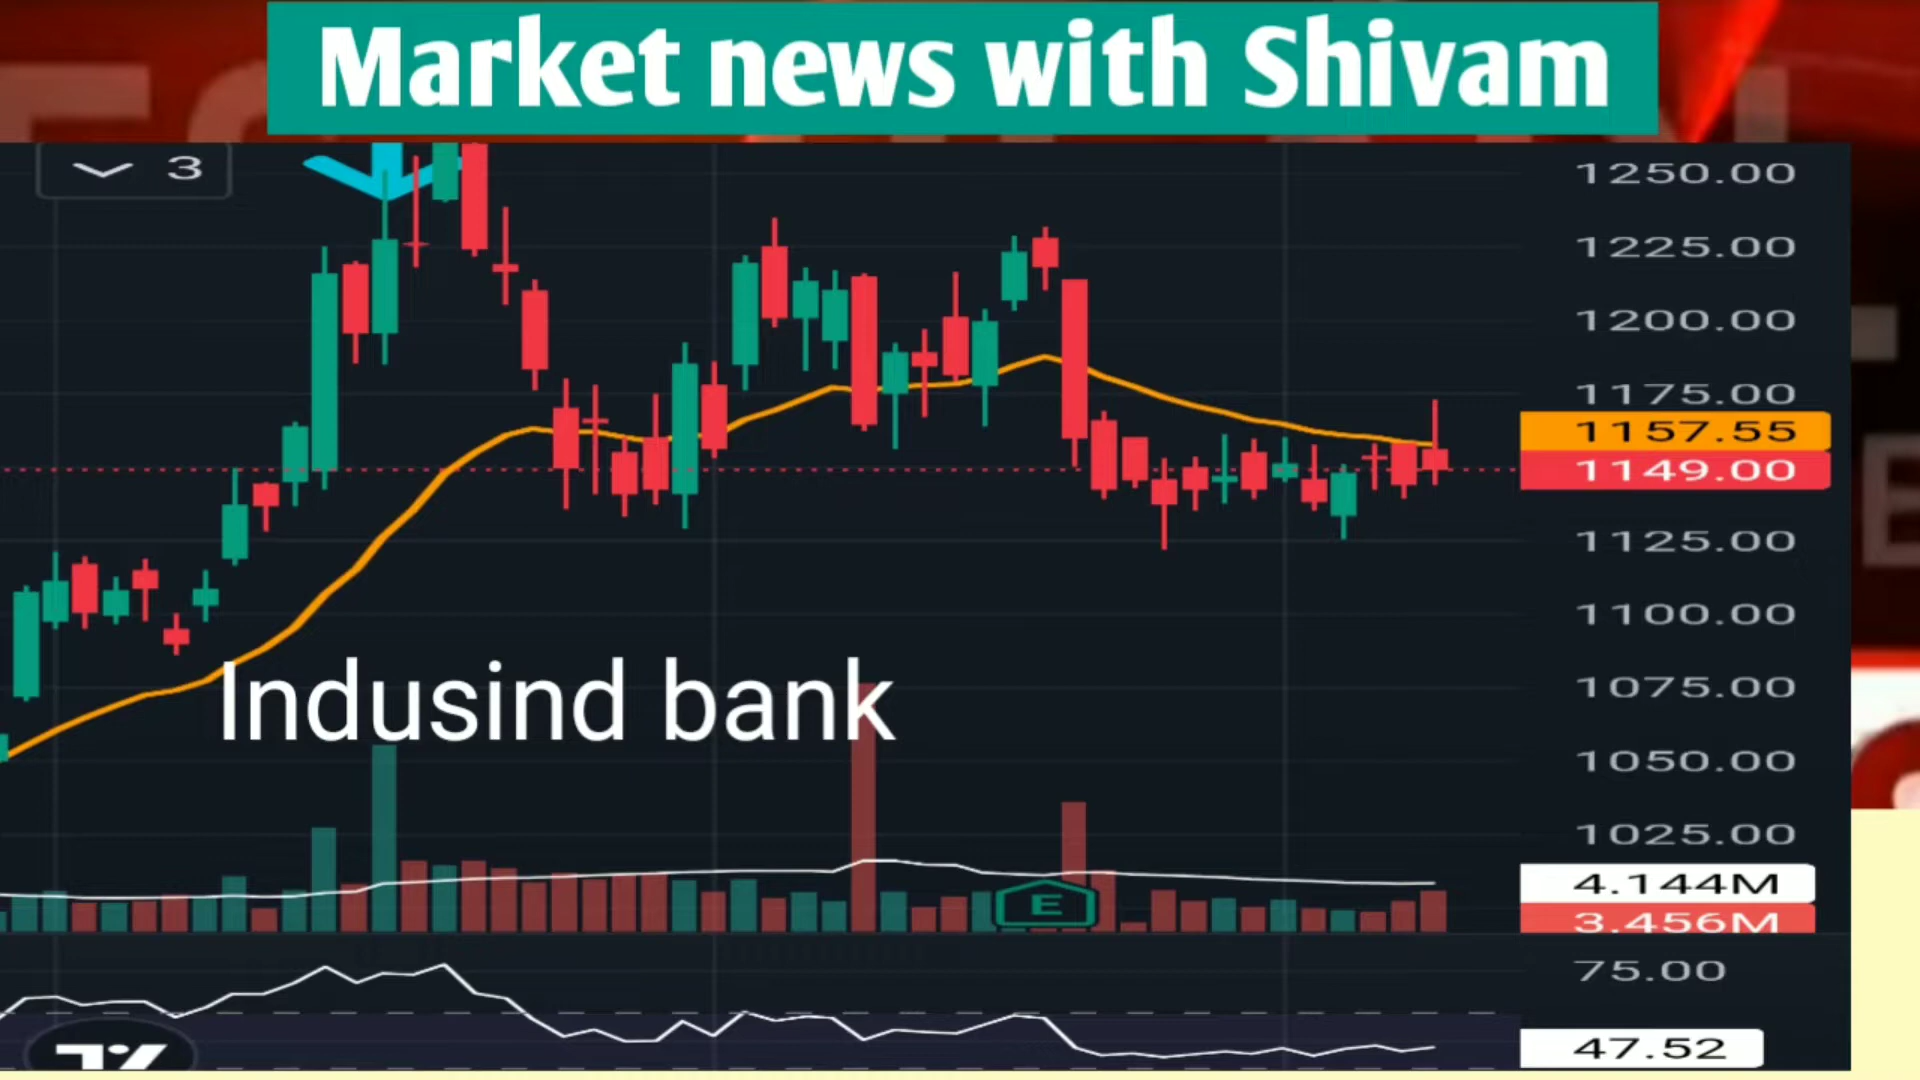 Market news with Shivam
3
1250.00
1225.00
1200.00
1175.00
1157.55
1149.00
1125.00
1100.00
1075.00
Indusind bank
1050.00
1025.00
E
4.144M
3.456M
75.00
47.52